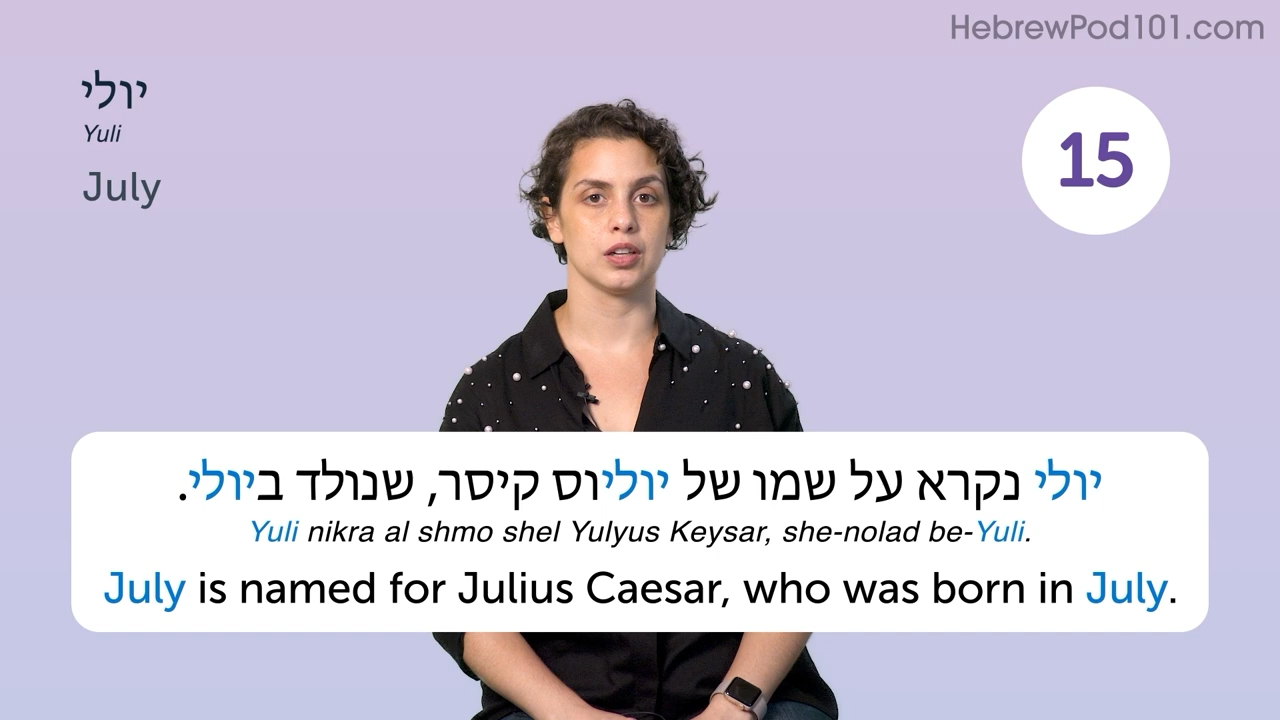 HebrewPod101.com
יולי
Yuli
July
15
יולי נקרא על שמו של יוליוס קיסר, שנולד ביולי.
Yuli nikra al shmo shel Yulyus Keysar, she-nolad be-Yuli.
July is named for Julius Caesar, who was born in July.